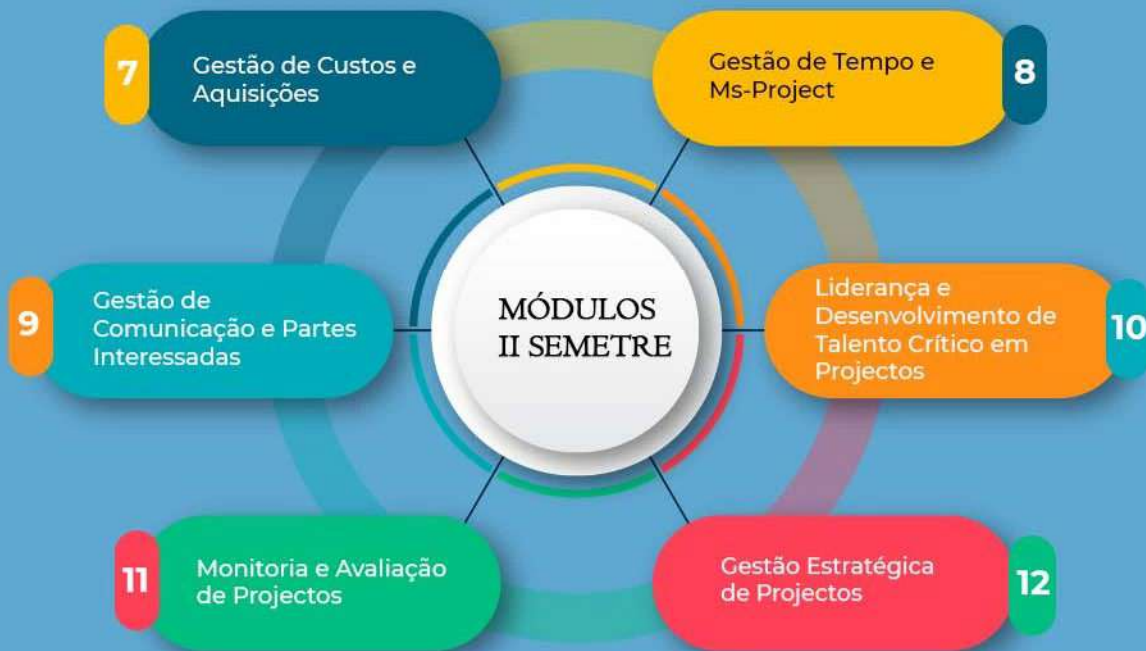 7
Gestão de Custos e
Aquisições
Gestão de Tempo e
Ms-Project
8
9
Gestão de
Comunicação e Partes
Interessadas
MÓDULOS
II SEMETRE
Liderança e
Desenvolvimento de
Talento Crítico em
Projectos
10
11
Monitoria e Avaliação
de Projectos
Gestão Estratégica
de Projectos
12